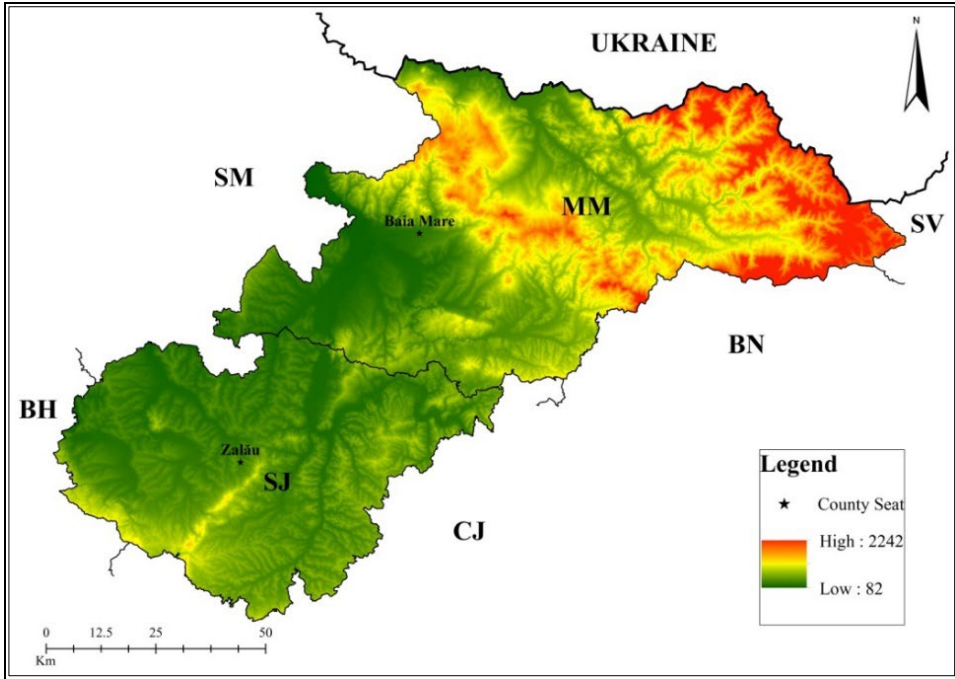 N
UKRAINE
SM
MM
SV
Baia Mare
BN
BH
Zalău
SJ
CJ
Legend
County Seat
High : 2242
Low : 82
0 12.5 25 50
Km